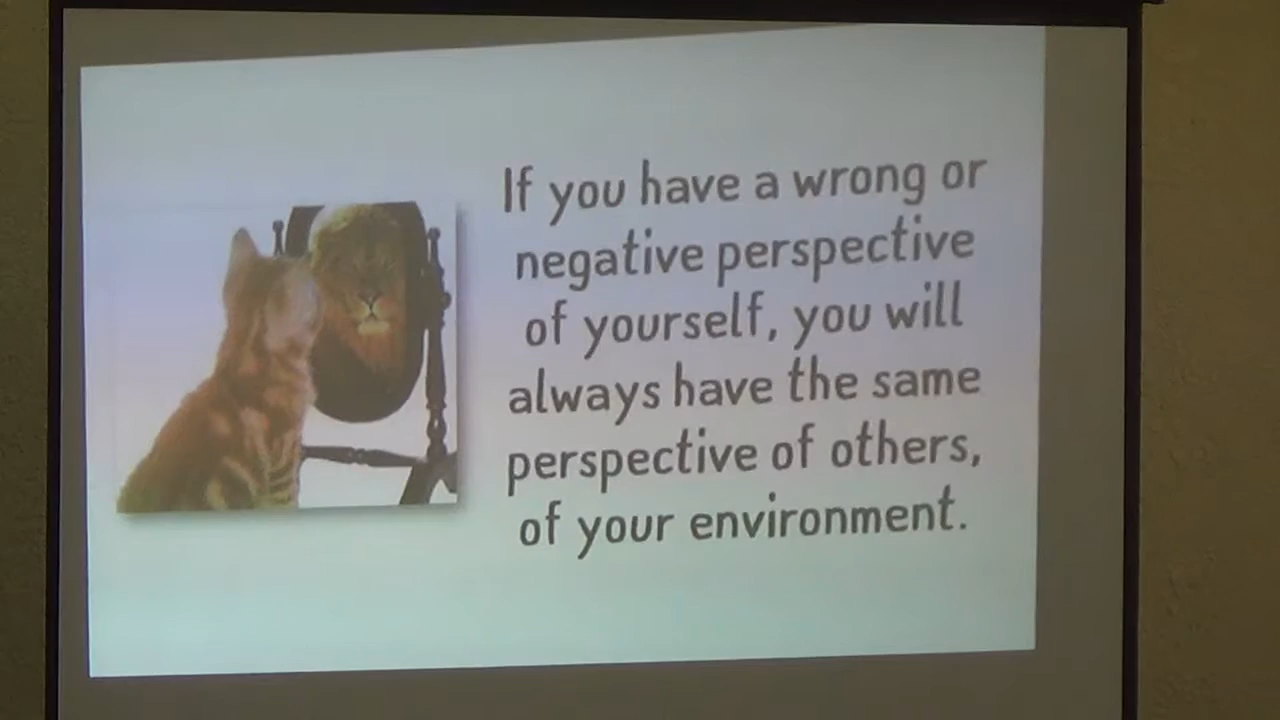 If you have a wrong or
negative perspective
of yourself, you will
always have the same
perspective of others,
of your environment.